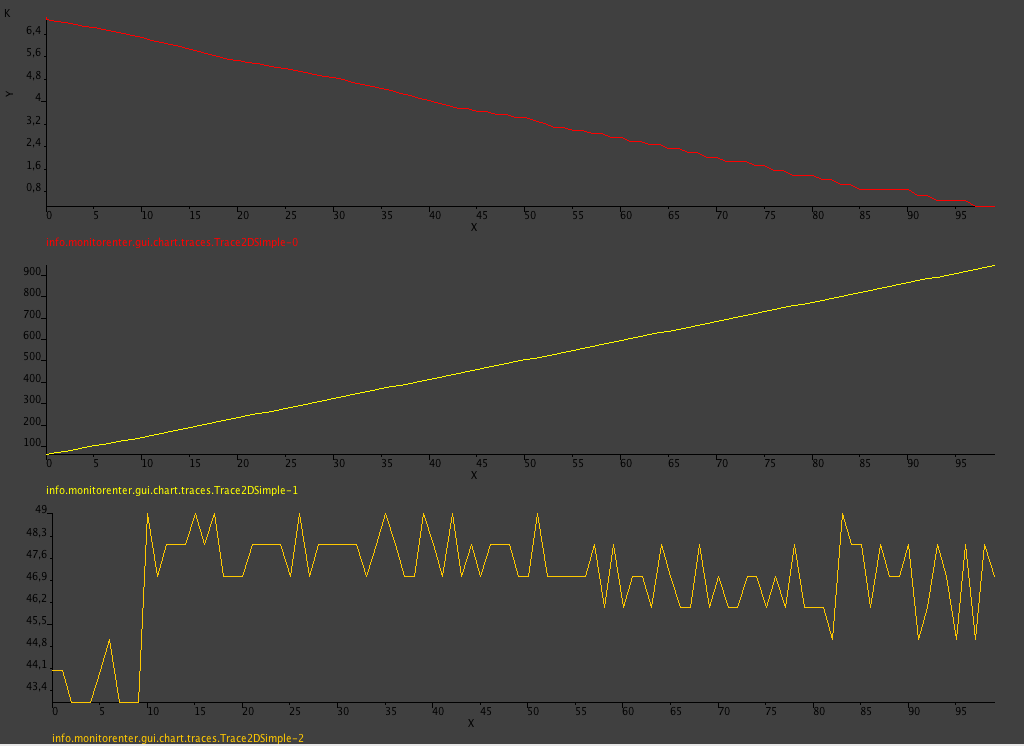 K
6,4
5,6
4,8
4
3,2
2,4
1,6
0,8
Y
0 5 10 15 20 25 30 35 40 45 50 55 60 65 70 75 80 85 90 95
X
info.monitorenter.gui.chart.traces.Trace2DSimple-0
900
800
700
600
500
400
300
200
100
0 5 10 15 20 25 30 35 40 45 50 55 60 65 70 75 80 85 90 95
X
info.monitorenter.gui.chart.traces.Trace2DSimple-1
49
48,3
47,6
46,9
46,2
45,5
44,8
44,1
43,4
0 5 10 15 20 25 30 35 40 45 50 55 60 65 70 75 80 85 90 95
X
info.monitorenter.gui.chart.traces.Trace2DSimple-2